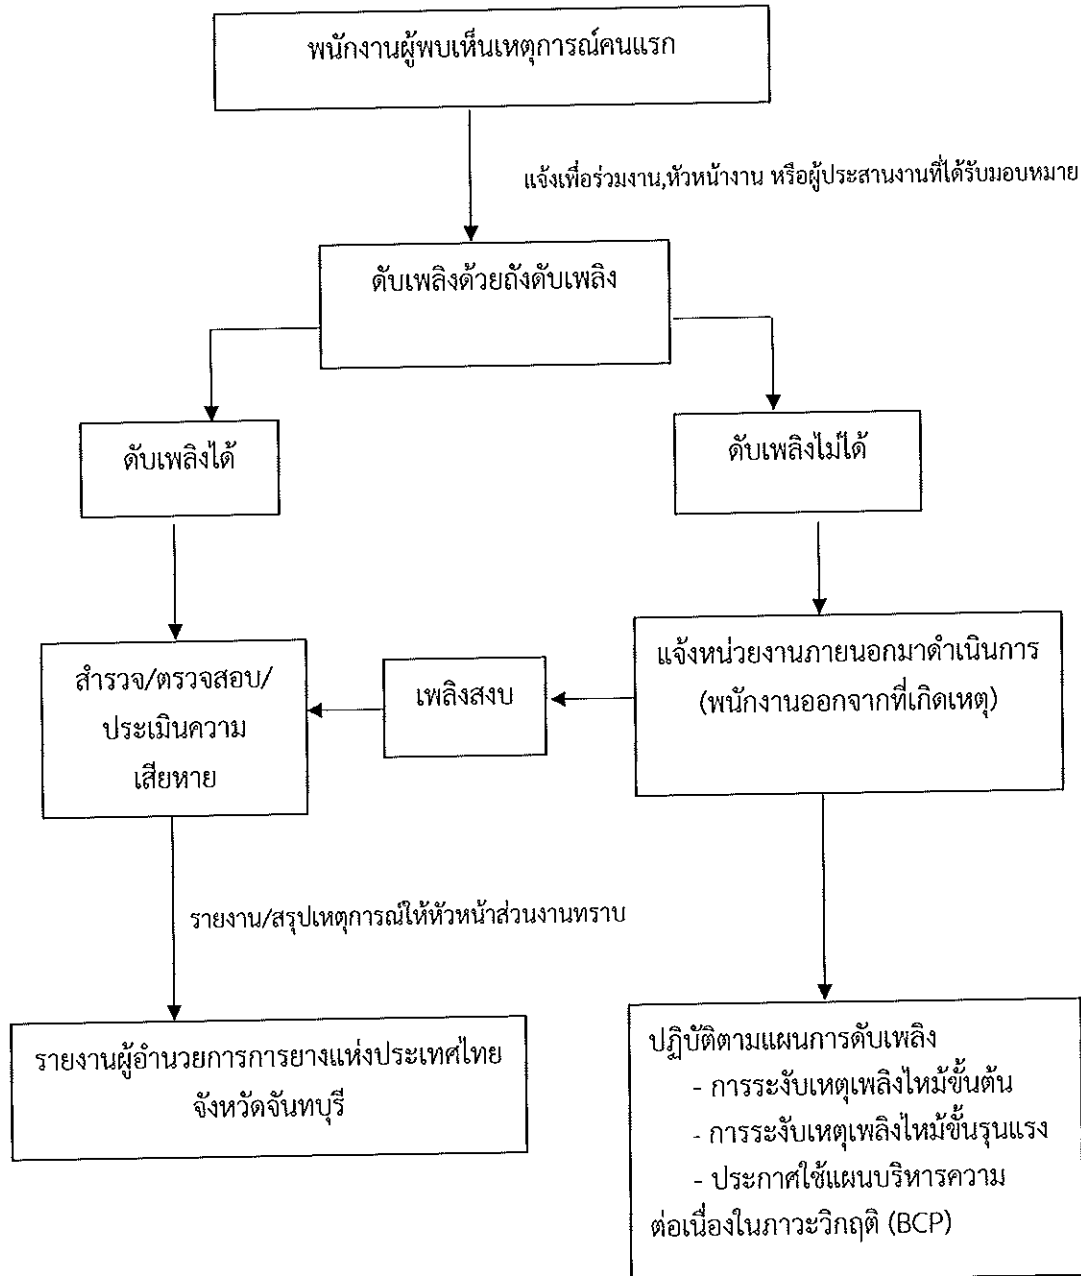 พนักงานผู้พบเห็นเหตุการณ์คนแรก
แจ้งเพื่อร่วมงาน,หัวหน้างาน หรือผู้ประสานงานที่ได้รับมอบหมาย
ดับเพลิงด้วยถังดับเพลิง
ดับเพลิงได้
ดับเพลิงไม่ได้
สำรวจ/ตรวจสอบ/
ประเมินความ
เสียหาย
เพลิงสงบ
แจ้งหน่วยงานภายนอกมาดำเนินการ
(พนักงานออกจากที่เกิดเหตุ)
รายงาน/สรุปเหตุการณ์ให้หัวหน้าส่วนงานทราบ
รายงานผู้อำนวยการการยางแห่งประเทศไทย
จังหวัดจันทบุรี
ปฏิบัติตามแผนการดับเพลิง
- การระงับเหตุเพลิงไหม้ขั้นต้น
- การระงับเหตุเพลิงไหม้ขั้นรุนแรง
- ประกาศใช้แผนบริหารความ
ต่อเนื่องในภาวะวิกฤติ (BCP)